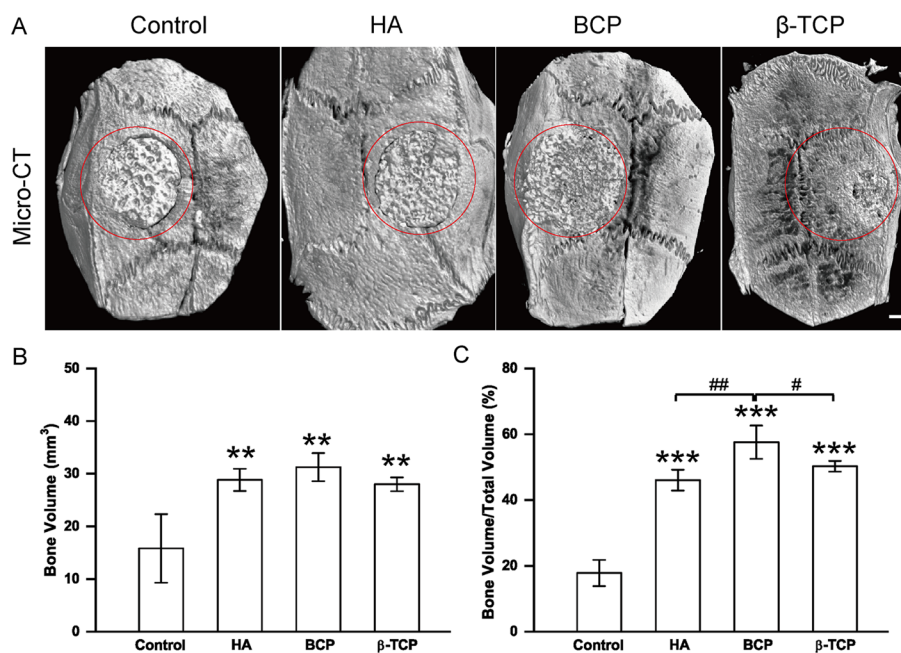 A
Control
HA
BCP
β-TCP
Micro-CT
B
50
40
30
20
10
0
Bone Volume (mm³)
**
**
**
Control
HA
BCP
β-TCP
C
80
60
40
20
0
Bone Volume/Total Volume (%)
##
#
***
***
***
Control
HA
BCP
β-TCP